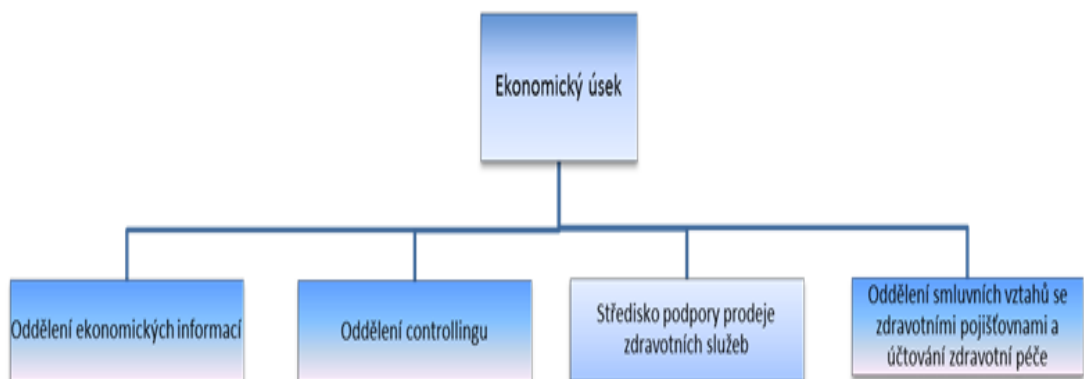 Ekonomický úsek
Oddělení ekonomických informací
Oddělení controllingu
Středisko podpory prodeje
zdravotních služeb
Oddělení smluvních vztahů se
zdravotními pojišťovnami a
účtování zdravotní péče